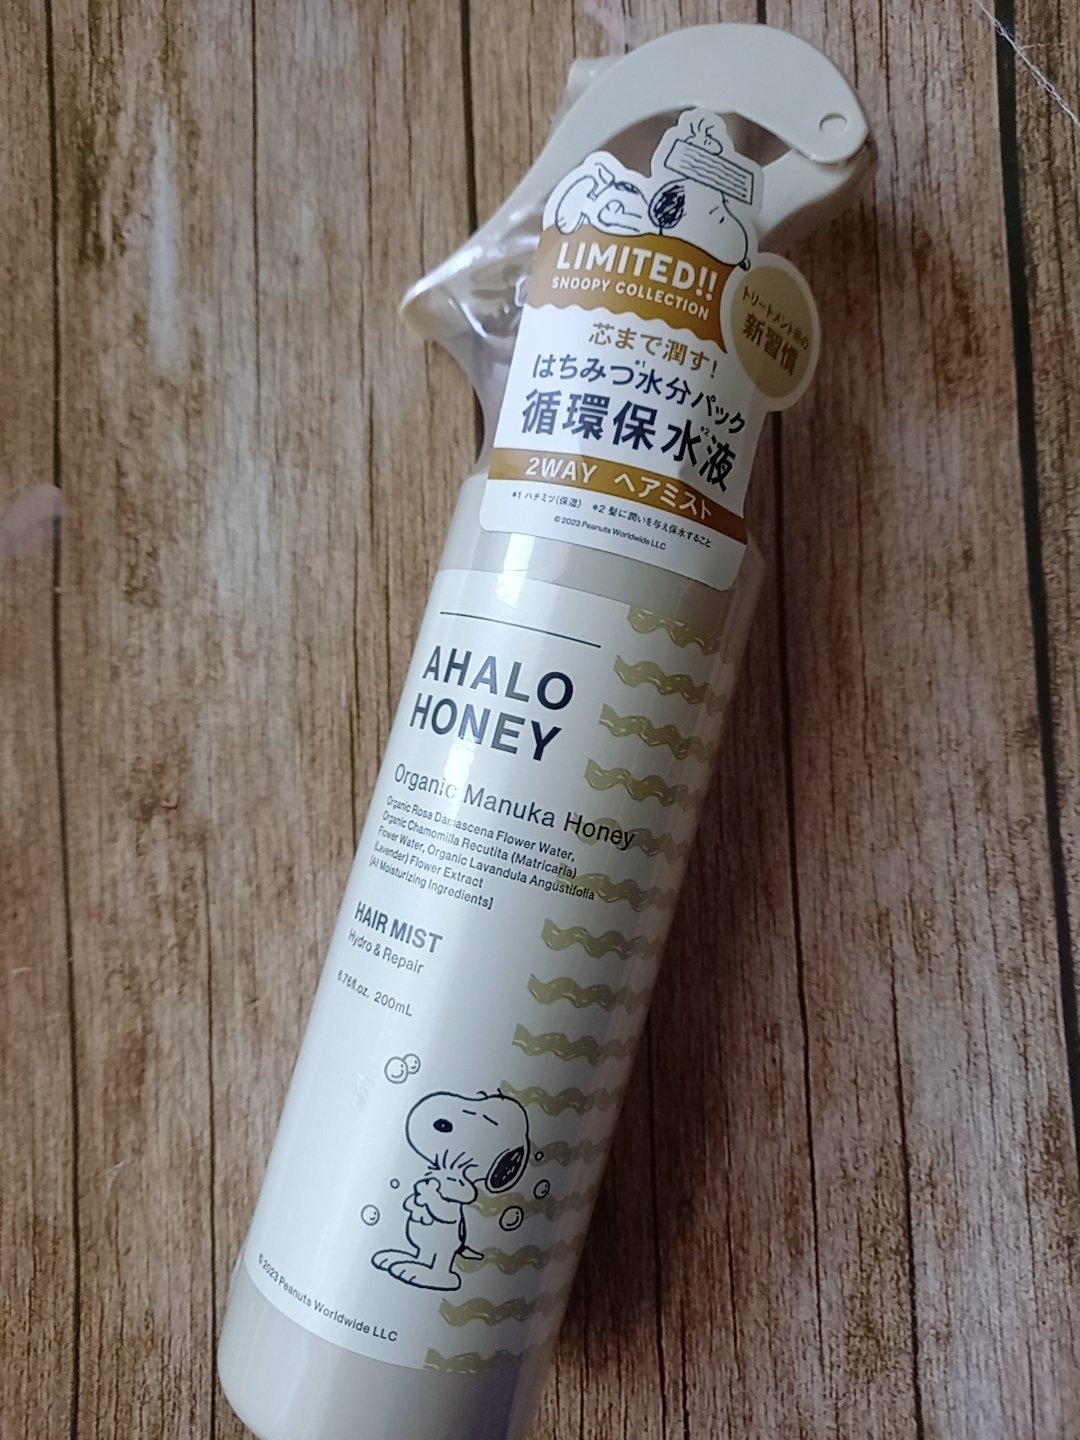 LIMITED!!
SNOOPY COLLECTION
トリートメント前の
新習慣
芯まで潤す!
はちみつ*1水分パック
循環保水*2液
2WAY ヘアミスト
*1 ハチミツ(保湿) *2 髪に潤いを与え保水すること
©2023 Peanuts Worldwide LLC
AHALO
HONEY
Organic Manuka Honey
Organic Rosa Damascena Flower Water,
Organic Chamomilla Recutita (Matricaria)
Flower Water, Organic Lavandula Angustifolia
(Lavender) Flower Extract
[All Moisturizing Ingredients]
HAIR MIST
Hydro & Repair
6.76fl.oz. 200mL
©2023 Peanuts Worldwide LLC